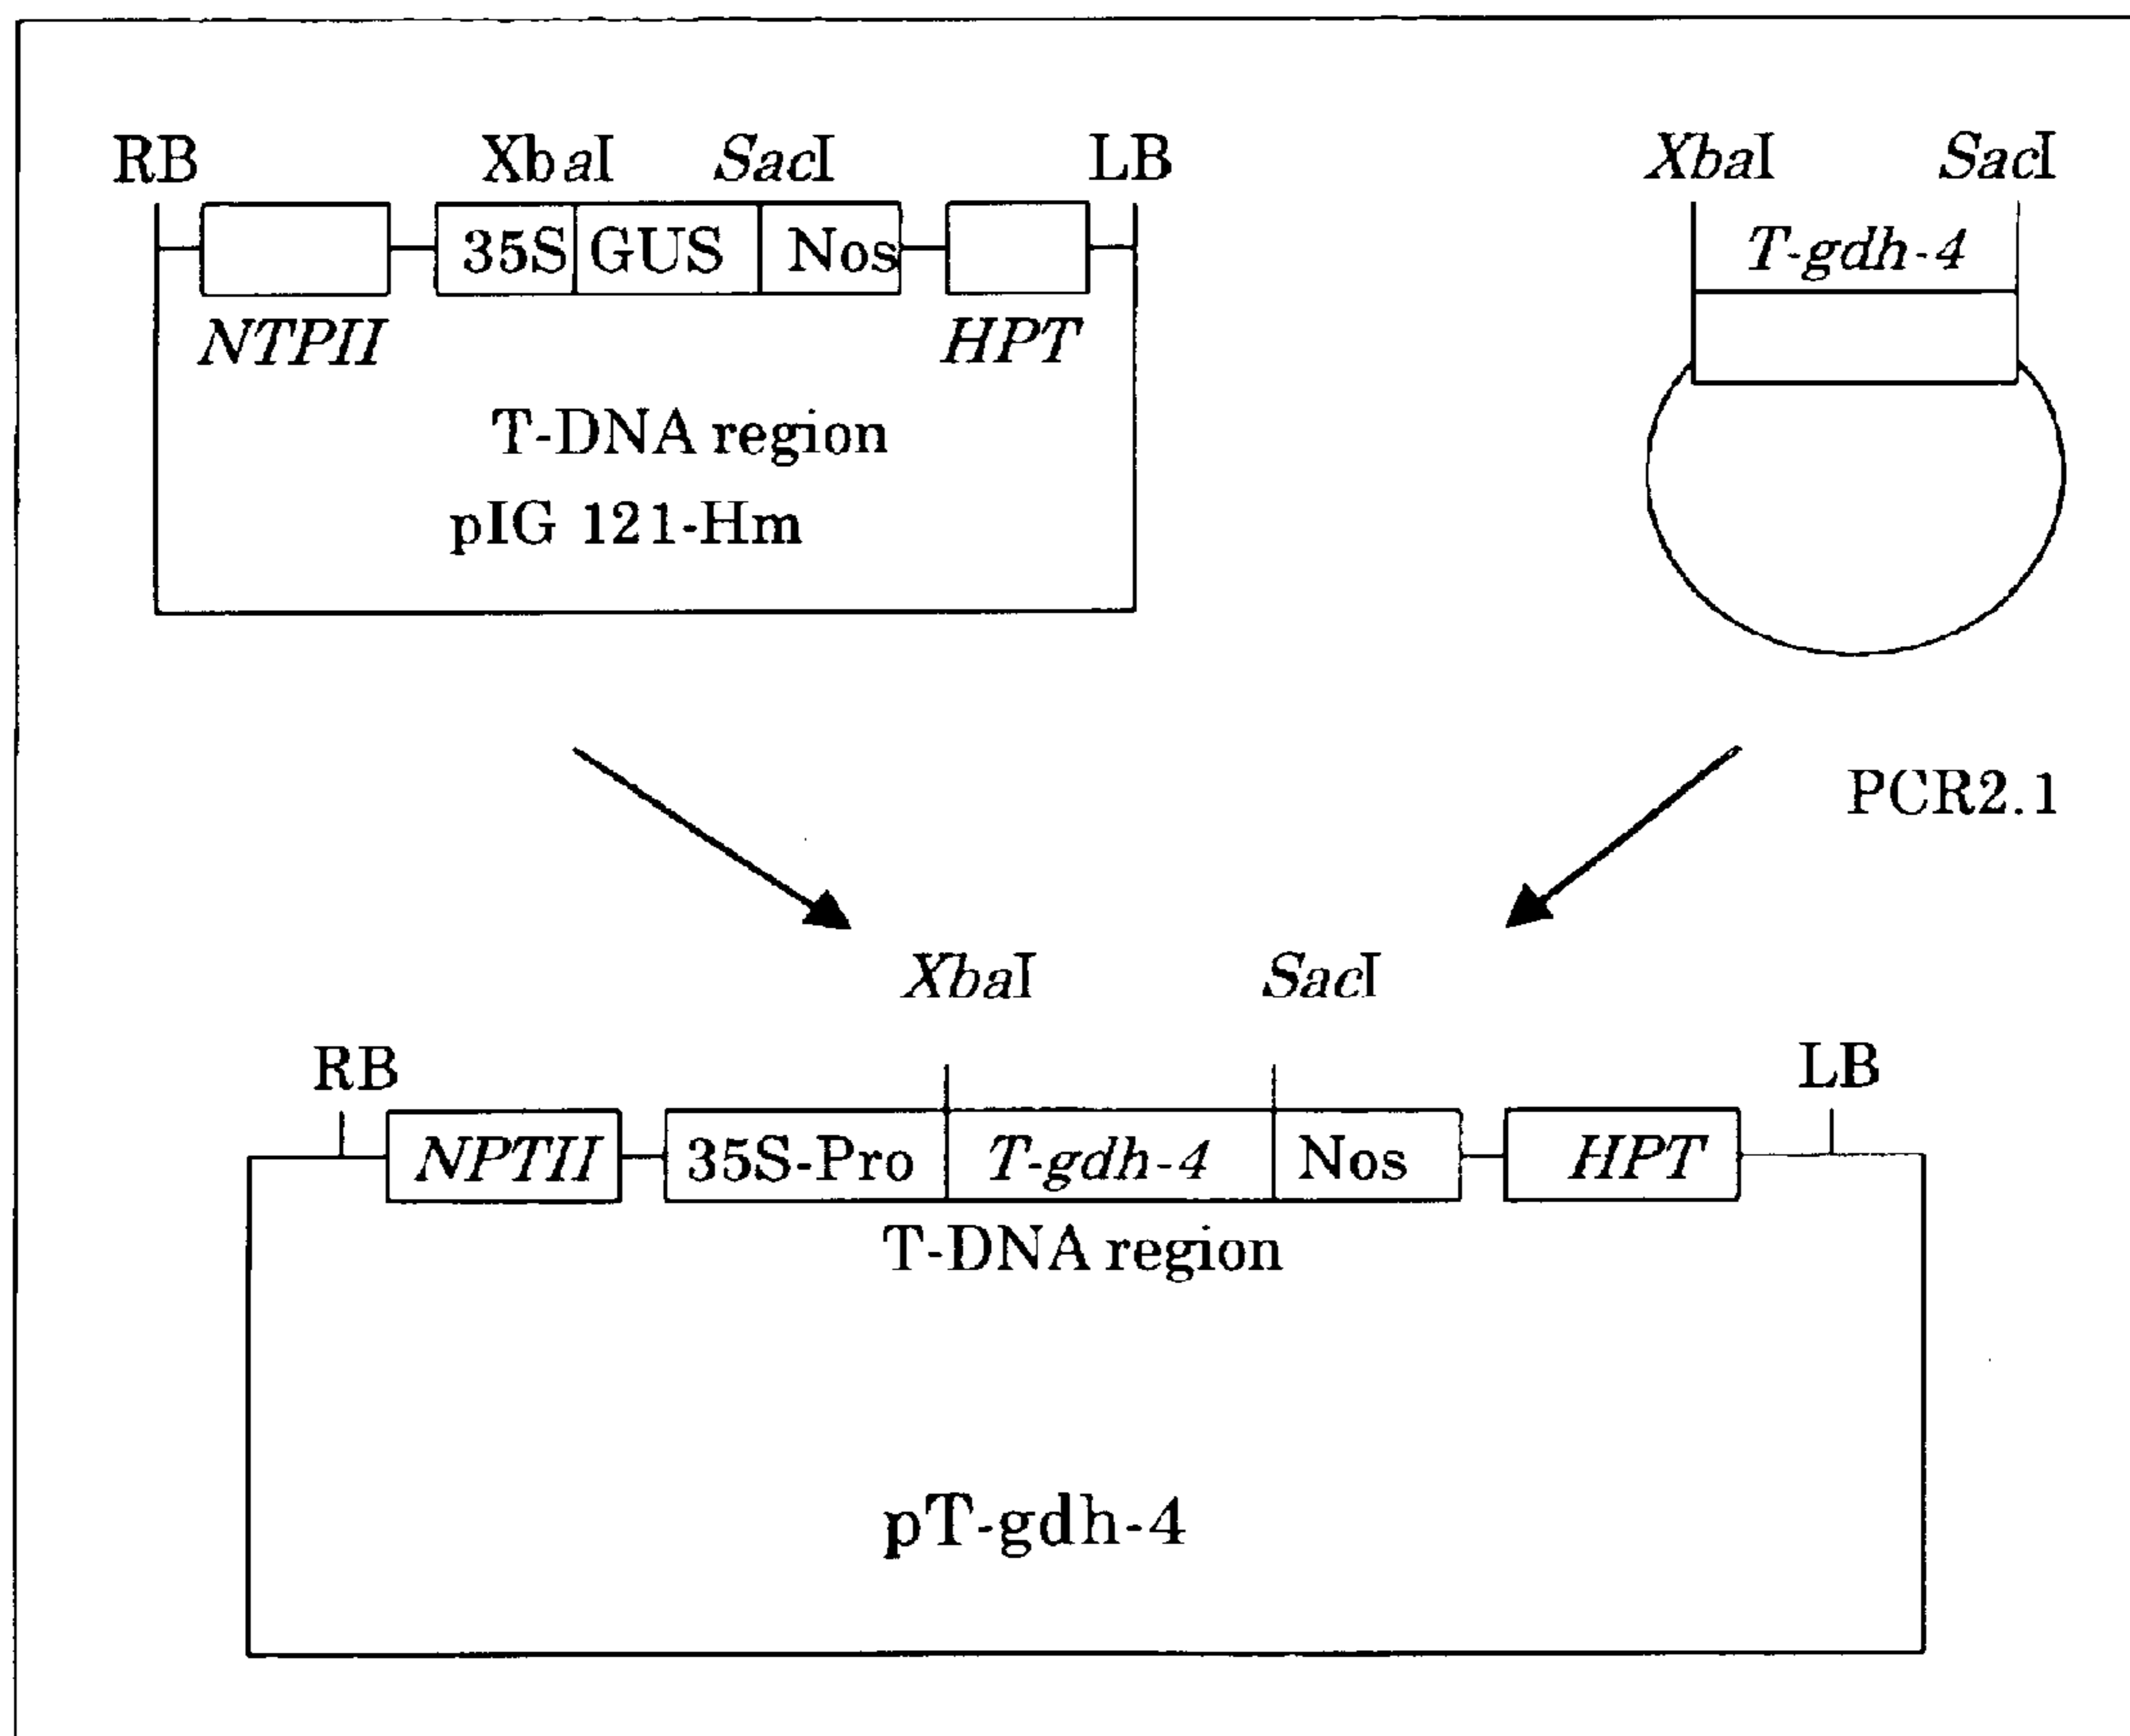 RB XbaI SacI LB XbaI SacI
35S GUS Nos T-gdh-4
NTPII HPT
T-DNA region
pIG 121-Hm
PCR2.1
XbaI SacI
RB LB
NPTII 35S-Pro T-gdh-4 Nos HPT
T-DNA region
pT-gdh-4